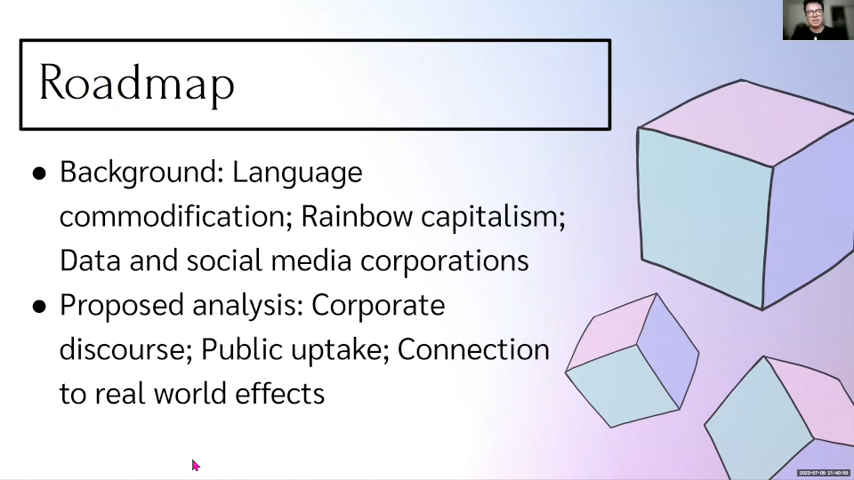 Roadmap
● Background: Language
commodification; Rainbow capitalism;
Data and social media corporations
● Proposed analysis: Corporate
discourse; Public uptake; Connection
to real world effects